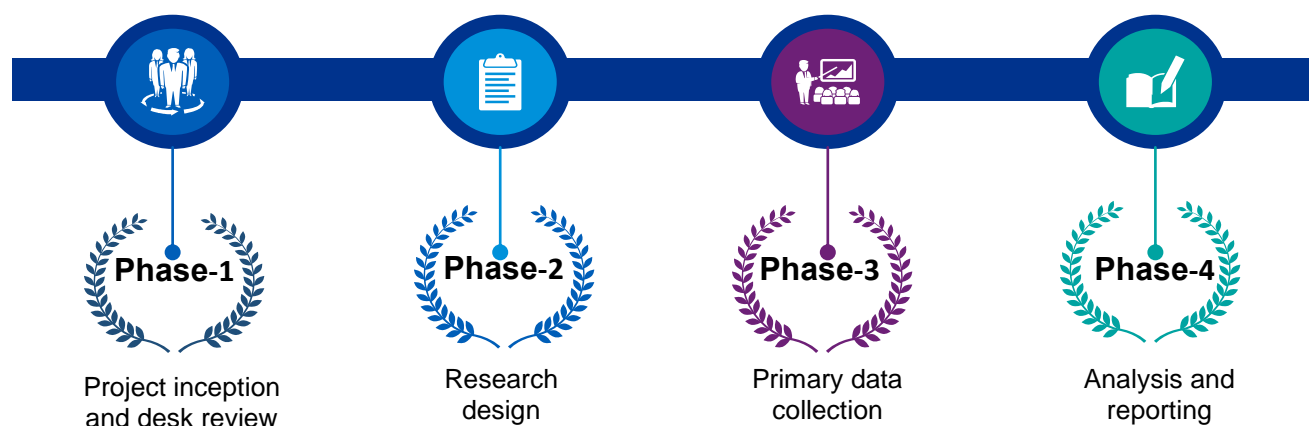 Phase-1
Phase-2
Phase-3
Phase-4
Project inception
and desk review
Research
design
Primary data
collection
Analysis and
reporting